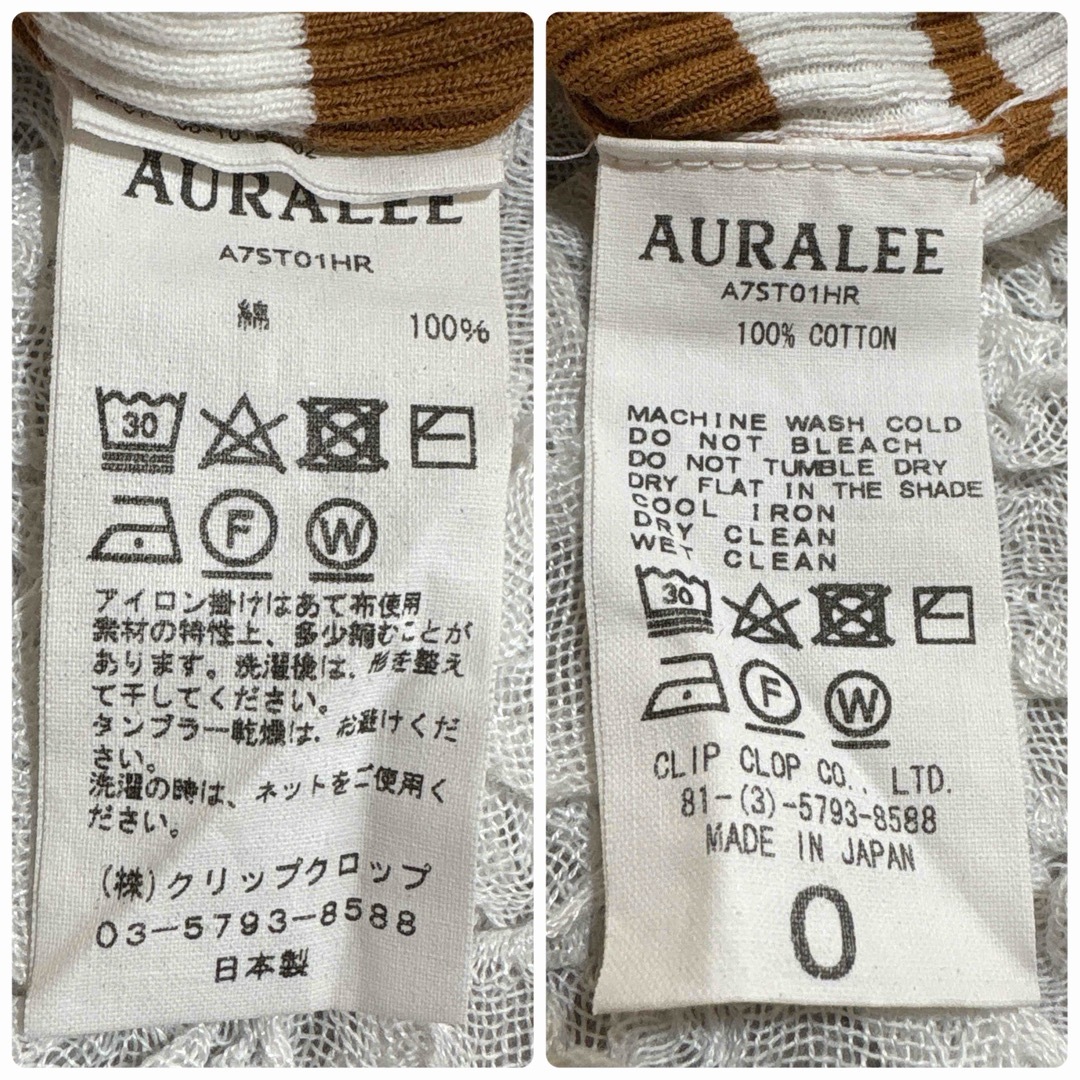 AURALEE
A7ST01HR
綿 100%
30
F W
アイロン掛けはあて布使用
素材の特性上、多少縮むことが
あります。洗濯後は、形を整え
て干してください。
タンブラー乾燥は、お避けくだ
さい。
洗濯の時は、ネットをご使用く
ださい。
(株)クリップクロップ
03-5793-8588
日本製
AURALEE
A7ST01HR
100% COTTON
MACHINE WASH COLD
DO NOT BLEACH
DO NOT TUMBLE DRY
DRY FLAT IN THE SHADE
COOL IRON
DRY CLEAN
WET CLEAN
30
F W
CLIP CLOP CO., LTD.
81-(3)-5793-8588
MADE IN JAPAN
0